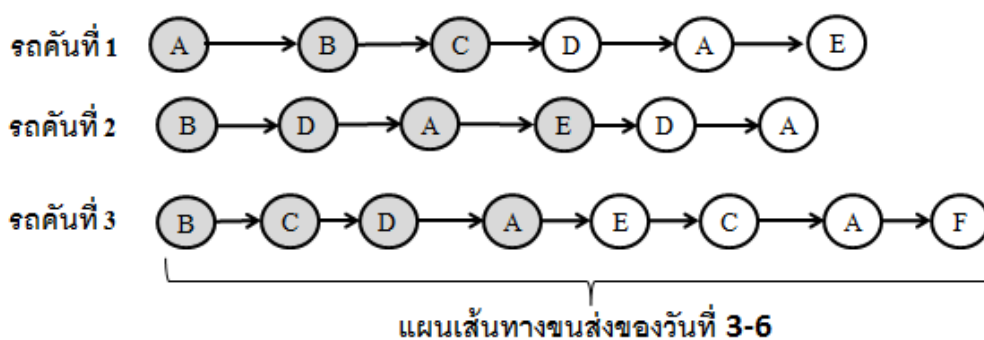 รถคันที่ 1 A B C D A E
รถคันที่ 2 B D A E D A
รถคันที่ 3 B C D A E C A F
แผนเส้นทางขนส่งของวันที่ 3-6